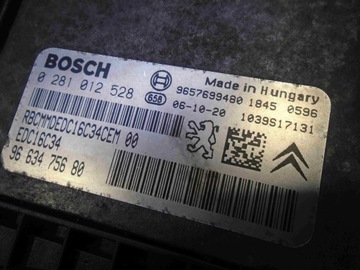 BOSCH
0 281 012 528
658
Made in Hungary
9657699480 1845 0596
06-10-20 1039S17131
RBCMMDEDC16C34CEM 00
EDC16C34
96 634 756 80